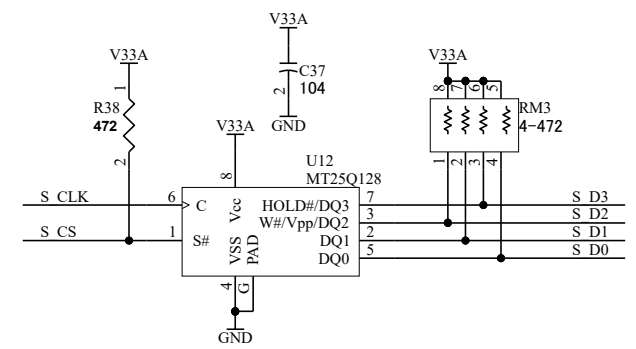 V33A
V33A
V33A
C37
104
2
GND
1
R38
472
2
8 7 6 5
RM3
4-472
1 2 3 4
V33A
8
U12
MT25Q128
S_CLK 6 C Vcc HOLD#/DQ3 7 S_D3
W#/Vpp/DQ2 3 S_D2
S_CS 1 S# VSS PAD DQ1 2 S_D1
DQ0 5 S_D0
4 G
GND